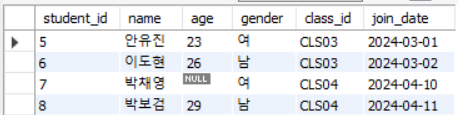 student_id name age gender class_id join_date
5 안유진 23 여 CLS03 2024-03-01
6 이도현 26 남 CLS03 2024-03-02
7 박채영 NULL 여 CLS04 2024-04-10
8 박보검 29 남 CLS04 2024-04-11